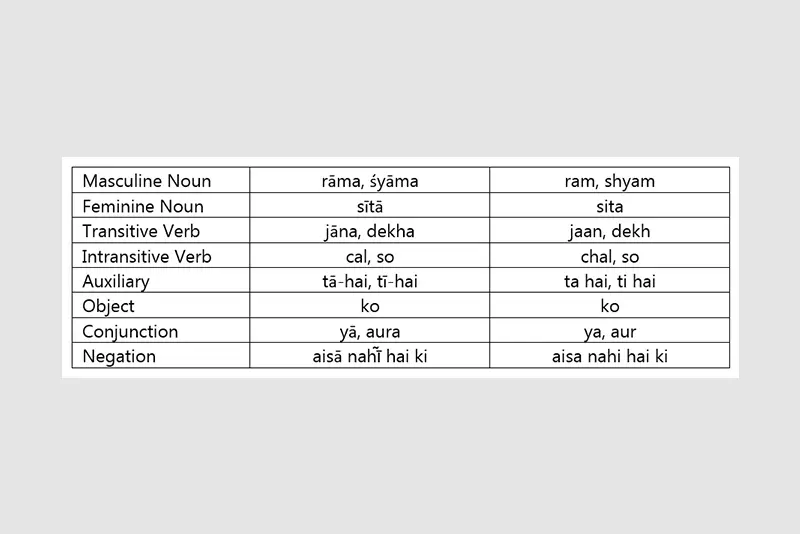 Masculine Noun rāma, śyāma ram, shyam
Feminine Noun sītā sita
Transitive Verb jāna, dekha jaan, dekh
Intransitive Verb cal, so chal, so
Auxiliary tā-hai, tī-hai ta hai, ti hai
Object ko ko
Conjunction yā, aura ya, aur
Negation aisā nahī̃ hai ki aisa nahi hai ki